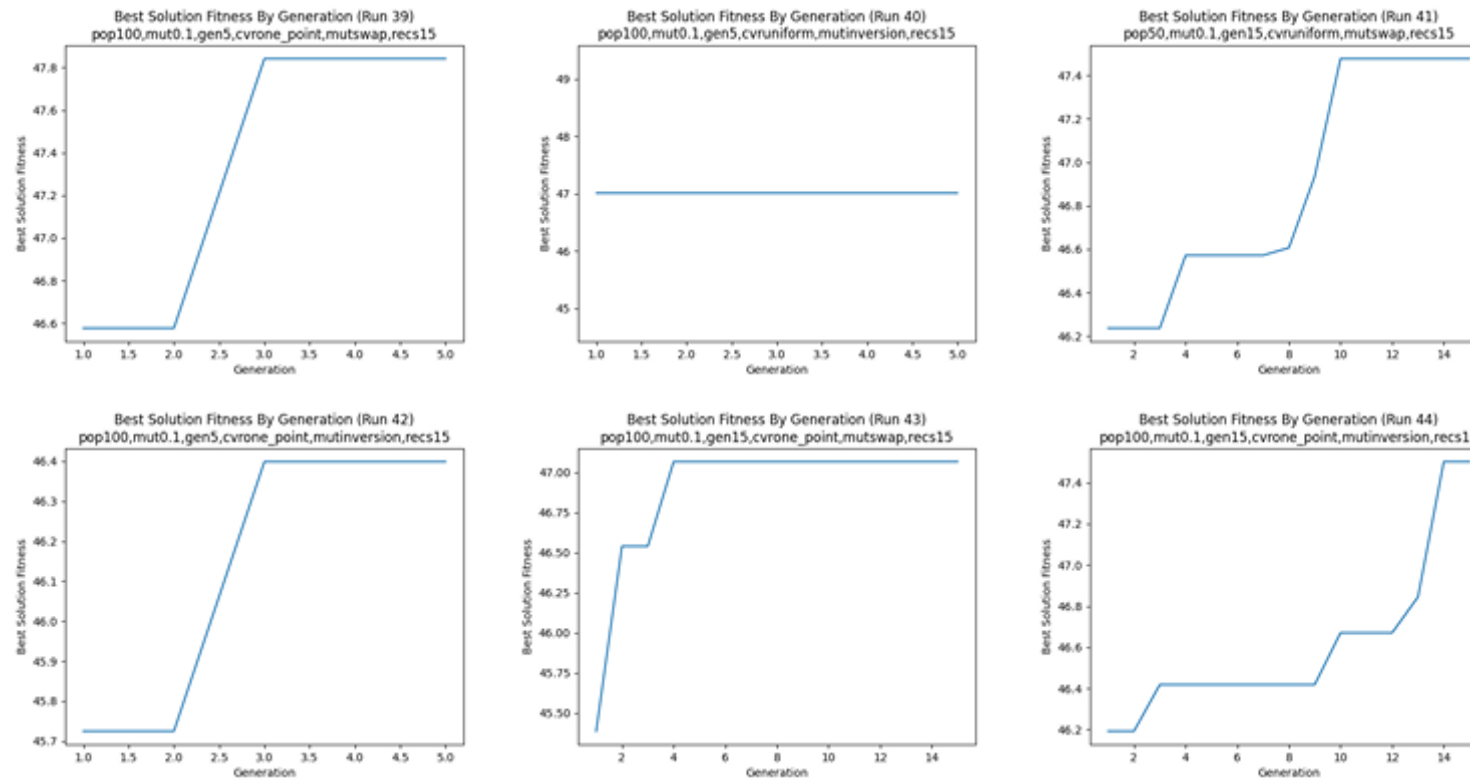 Best Solution Fitness By Generation (Run 39)
pop100,mut0.1,gen5,cvrone_point,mutswap,recs15
47.8
47.6
47.4
47.2
47.0
46.8
46.6
Best Solution Fitness
1.0 1.5 2.0 2.5 3.0 3.5 4.0 4.5 5.0
Generation
Best Solution Fitness By Generation (Run 40)
pop100,mut0.1,gen5,cvruniform,mutinversion,recs15
49
48
47
46
45
Best Solution Fitness
1.0 1.5 2.0 2.5 3.0 3.5 4.0 4.5 5.0
Generation
Best Solution Fitness By Generation (Run 41)
pop50,mut0.1,gen15,cvruniform,mutswap,recs15
47.4
47.2
47.0
46.8
46.6
46.4
46.2
Best Solution Fitness
2 4 6 8 10 12 14
Generation
Best Solution Fitness By Generation (Run 42)
pop100,mut0.1,gen5,cvrone_point,mutinversion,recs15
46.4
46.3
46.2
46.1
46.0
45.9
45.8
45.7
Best Solution Fitness
1.0 1.5 2.0 2.5 3.0 3.5 4.0 4.5 5.0
Generation
Best Solution Fitness By Generation (Run 43)
pop100,mut0.1,gen15,cvrone_point,mutswap,recs15
47.00
46.75
46.50
46.25
46.00
45.75
45.50
Best Solution Fitness
2 4 6 8 10 12 14
Generation
Best Solution Fitness By Generation (Run 44)
pop100,mut0.1,gen15,cvrone_point,mutinversion,recs1
47.4
47.2
47.0
46.8
46.6
46.4
46.2
Best Solution Fitness
2 4 6 8 10 12 14
Generation